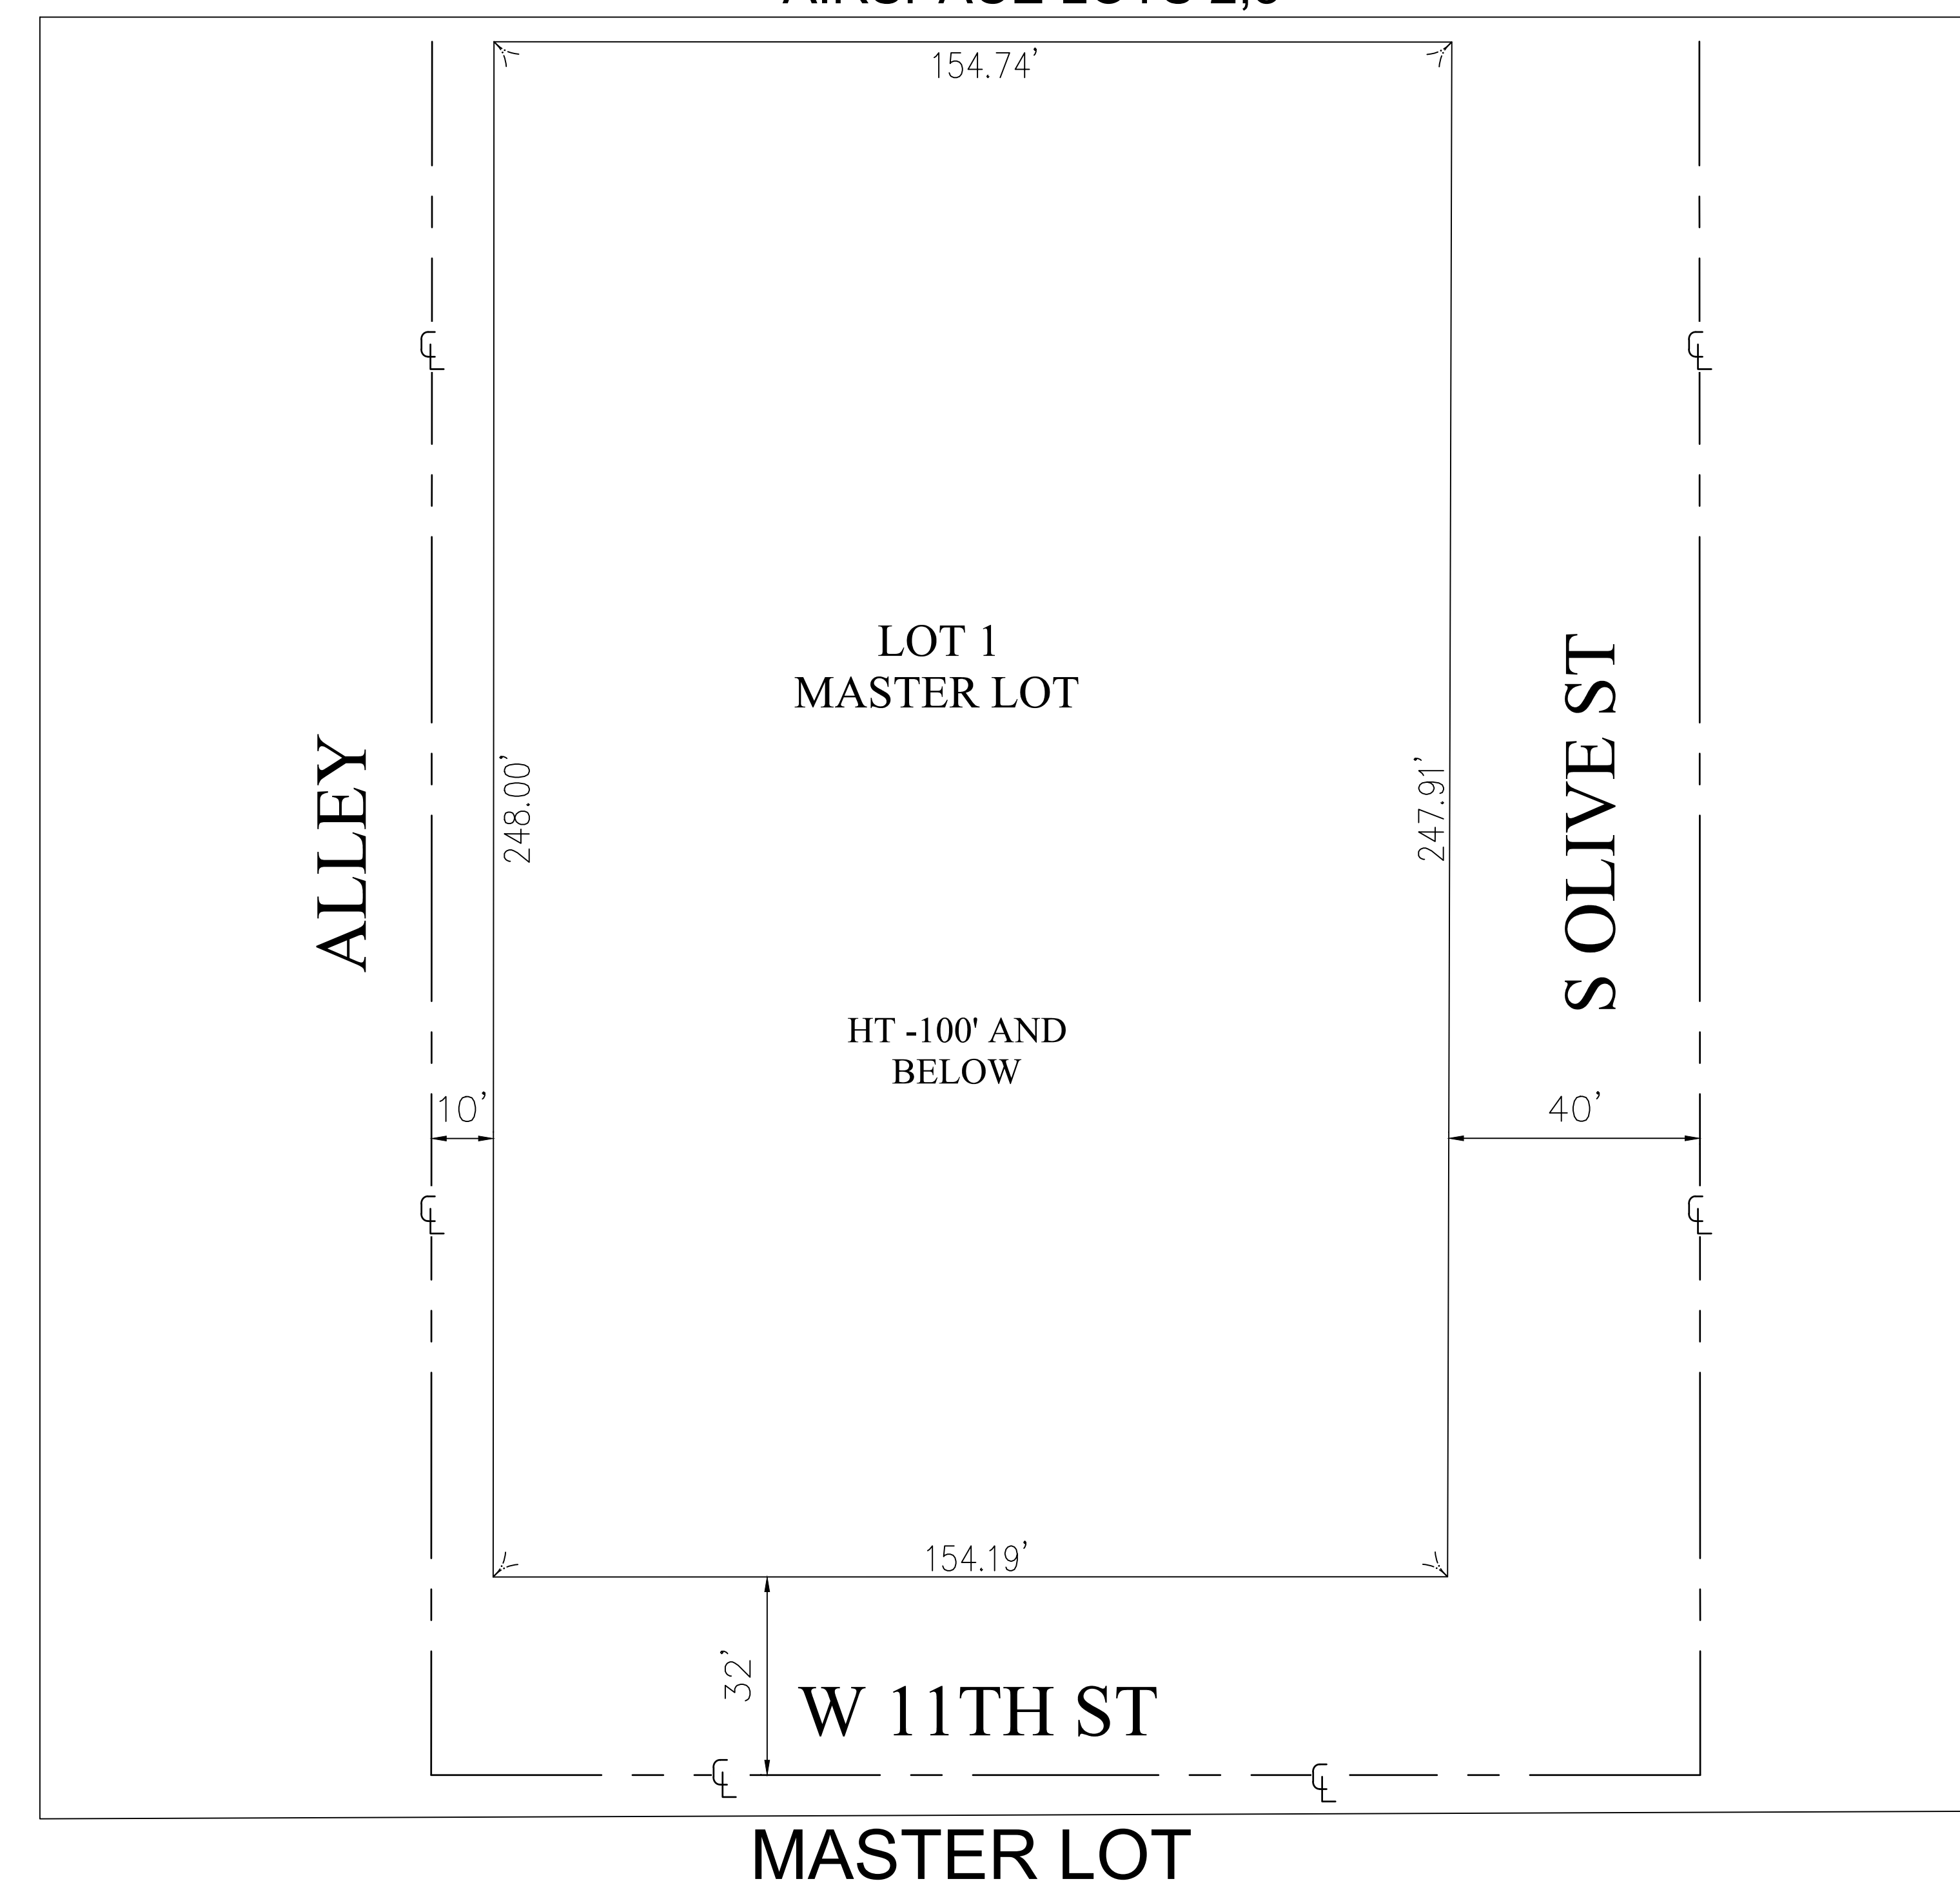 154.74'
LOT 1
MASTER LOT
248.00'
247.91'
ALLEY
S OLIVE ST
HT -100' AND
BELOW
10'
40'
154.19'
32'
W 11TH ST
MASTER LOT